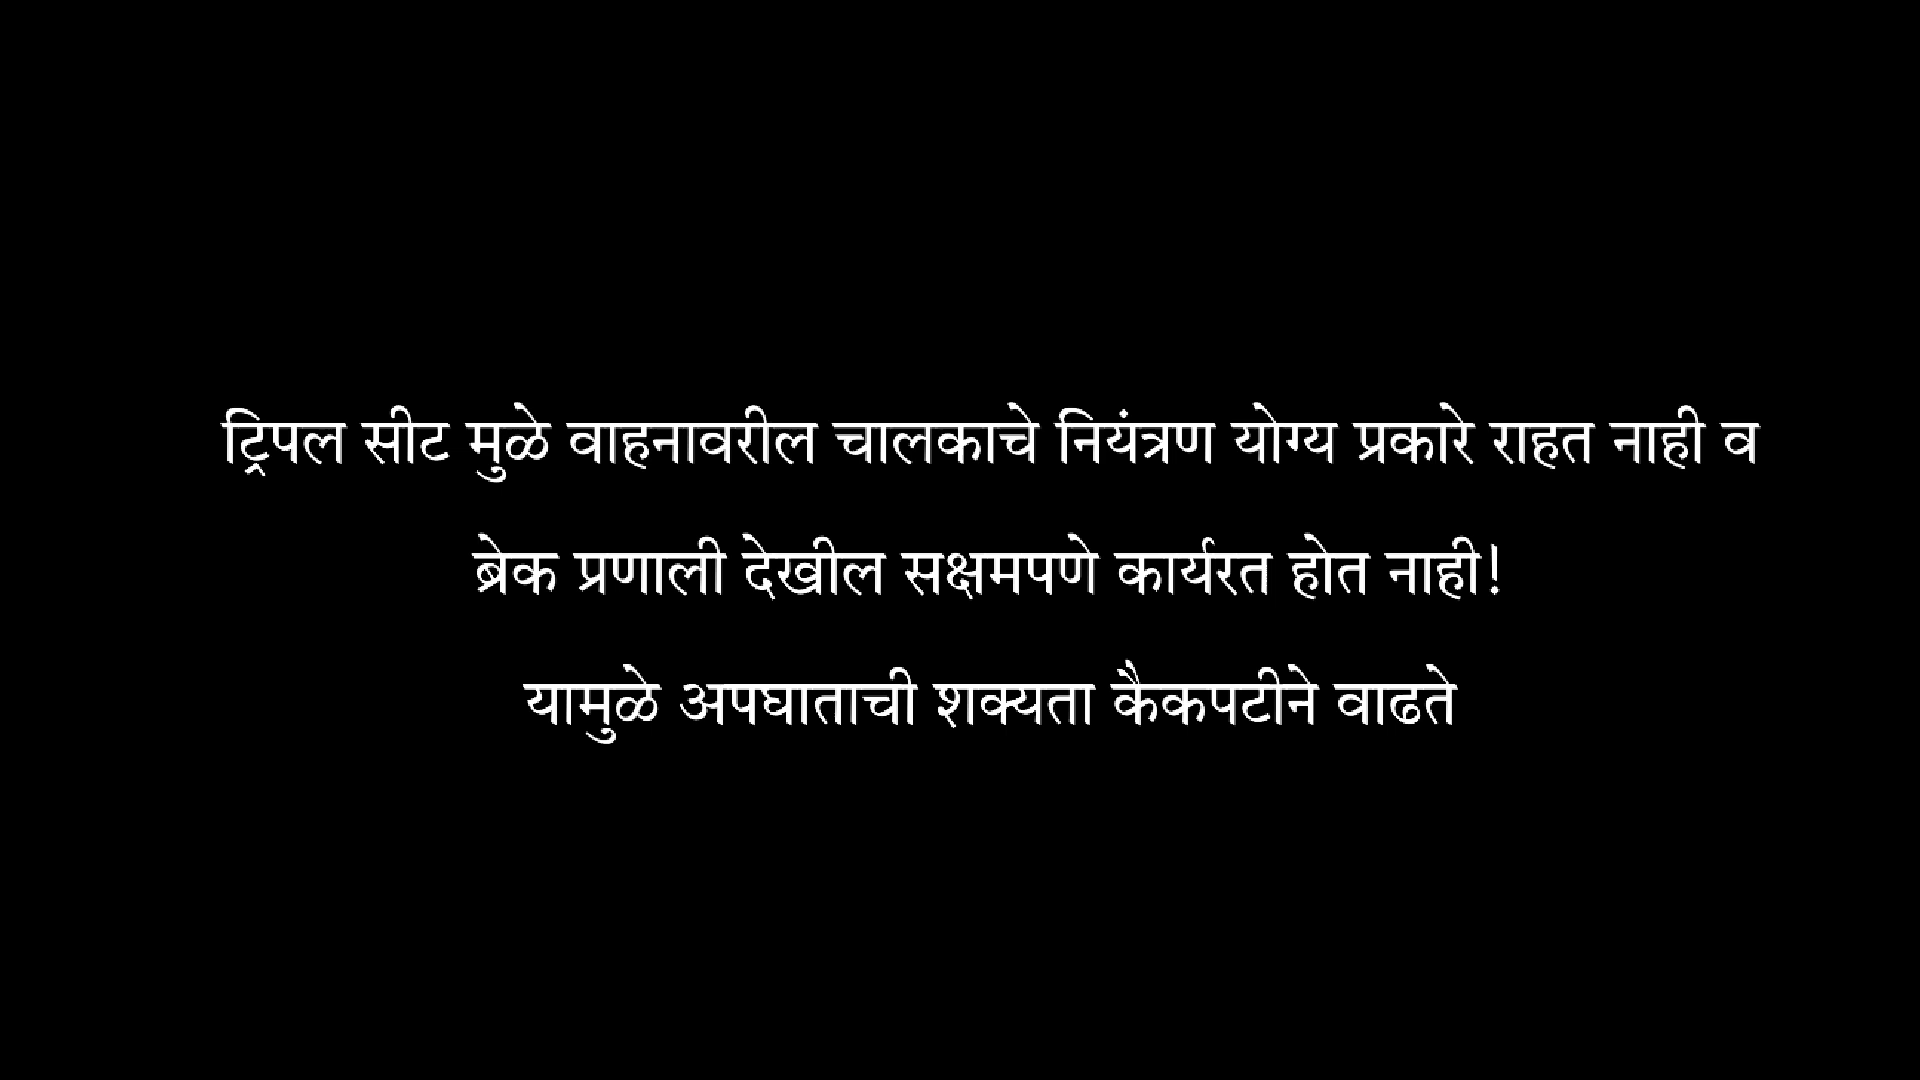 ट्रिपल सीट मुळे वाहनावरील चालकाचे नियंत्रण योग्य प्रकारे राहत नाही व
ब्रेक प्रणाली देखील सक्षमपणे कार्यरत होत नाही!
यामुळे अपघाताची शक्यता कैकपटीने वाढते